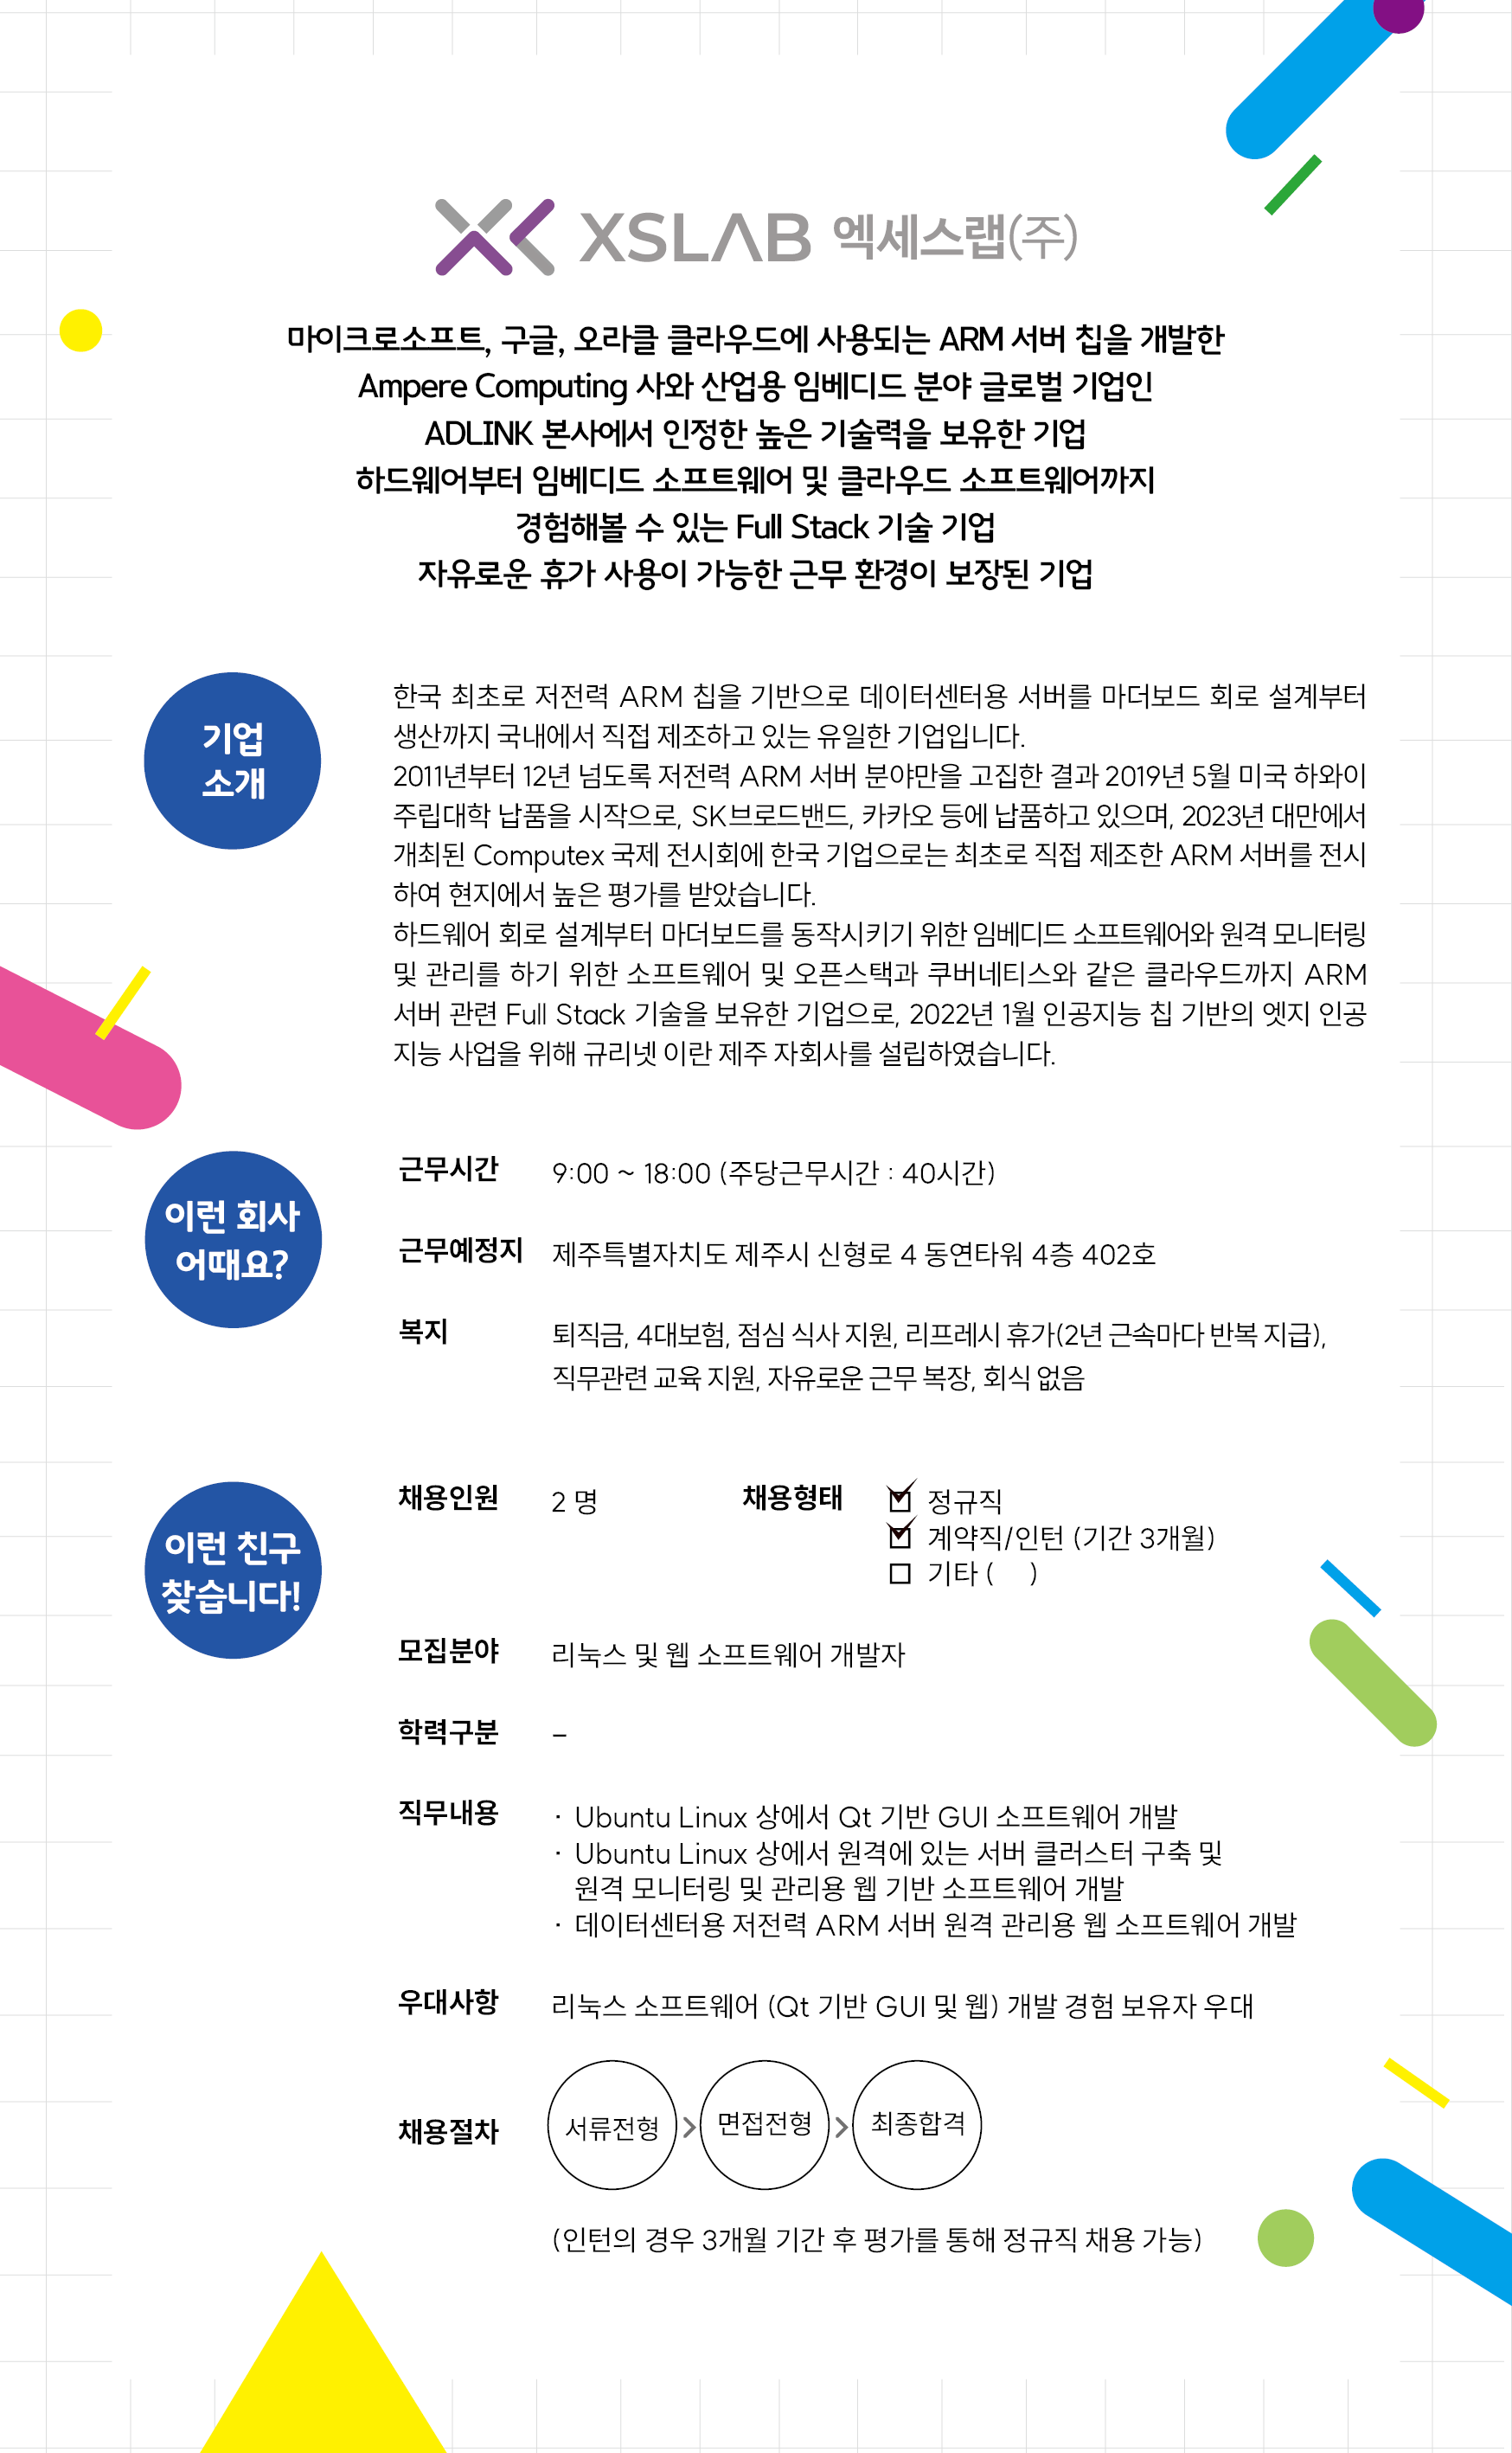 XSLAB 엑세스랩(주)
마이크로소프트, 구글, 오라클 클라우드에 사용되는 ARM 서버 칩을 개발한
Ampere Computing 사와 산업용 임베디드 분야 글로벌 기업인
ADLINK 본사에서 인정한 높은 기술력을 보유한 기업
하드웨어부터 임베디드 소프트웨어 및 클라우드 소프트웨어까지
경험해볼 수 있는 Full Stack 기술 기업
자유로운 휴가 사용이 가능한 근무 환경이 보장된 기업
기업
소개
한국 최초로 저전력 ARM 칩을 기반으로 데이터센터용 서버를 마더보드 회로 설계부터
생산까지 국내에서 직접 제조하고 있는 유일한 기업입니다.
2011년부터 12년 넘도록 저전력 ARM 서버 분야만을 고집한 결과 2019년 5월 미국 하와이
주립대학 납품을 시작으로, SK브로드밴드, 카카오 등에 납품하고 있으며, 2023년 대만에서
개최된 Computex 국제 전시회에 한국 기업으로는 최초로 직접 제조한 ARM 서버를 전시
하여 현지에서 높은 평가를 받았습니다.
하드웨어 회로 설계부터 마더보드를 동작시키기 위한 임베디드 소프트웨어와 원격 모니터링
및 관리를 하기 위한 소프트웨어 및 오픈스택과 쿠버네티스와 같은 클라우드까지 ARM
서버 관련 Full Stack 기술을 보유한 기업으로, 2022년 1월 인공지능 칩 기반의 엣지 인공
지능 사업을 위해 규리넷 이란 제주 자회사를 설립하였습니다.
이런 회사
어때요?
근무시간 9:00 ~ 18:00 (주당근무시간 : 40시간)
근무예정지 제주특별자치도 제주시 신형로 4 동연타워 4층 402호
복지 퇴직금, 4대보험, 점심 식사 지원, 리프레시 휴가(2년 근속마다 반복 지급),
직무관련 교육 지원, 자유로운 근무 복장, 회식 없음
이런 친구
찾습니다!
채용인원 2 명 채용형태 ☑ 정규직
☑ 계약직/인턴 (기간 3개월)
☐ 기타 ( )
모집분야 리눅스 및 웹 소프트웨어 개발자
학력구분 –
직무내용 · Ubuntu Linux 상에서 Qt 기반 GUI 소프트웨어 개발
· Ubuntu Linux 상에서 원격에 있는 서버 클러스터 구축 및
원격 모니터링 및 관리용 웹 기반 소프트웨어 개발
· 데이터센터용 저전력 ARM 서버 원격 관리용 웹 소프트웨어 개발
우대사항 리눅스 소프트웨어 (Qt 기반 GUI 및 웹) 개발 경험 보유자 우대
채용절차 서류전형 > 면접전형 > 최종합격
(인턴의 경우 3개월 기간 후 평가를 통해 정규직 채용 가능)